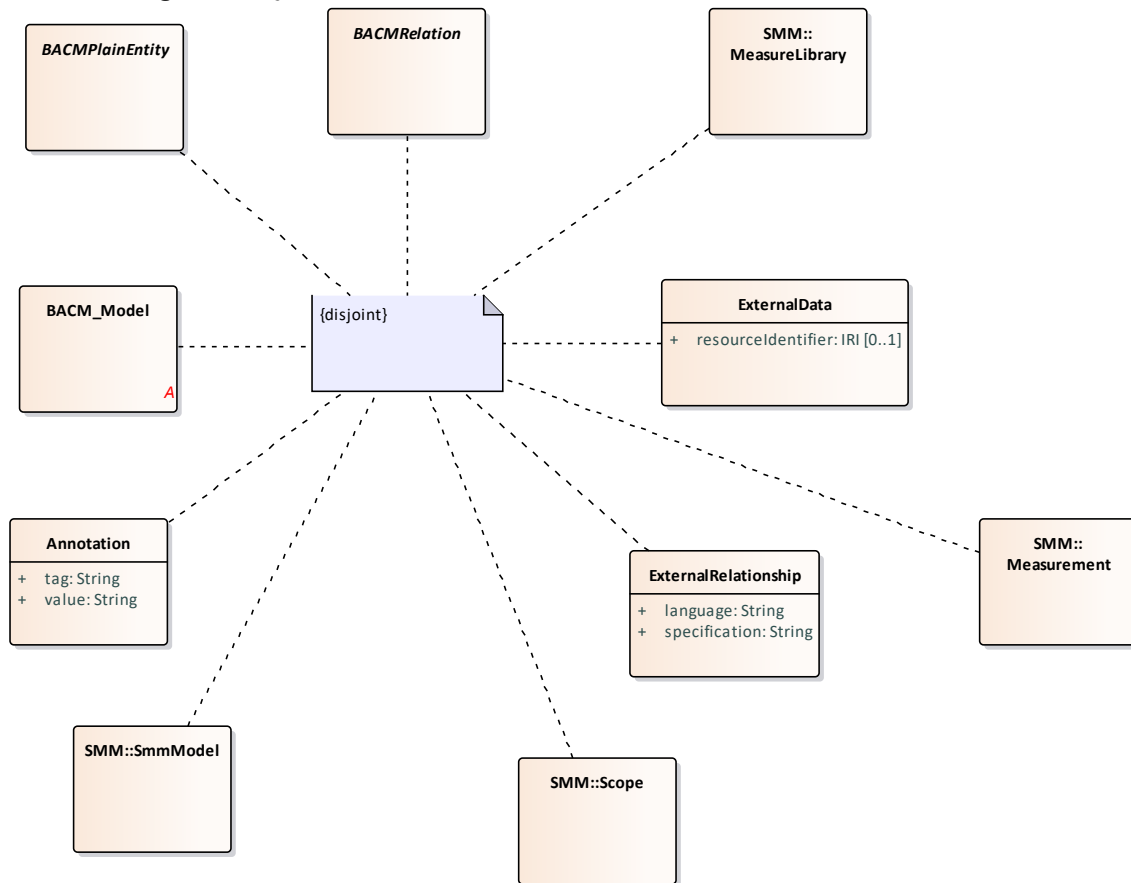 BACMPlainEntity
BACMRelation
SMM::
MeasureLibrary
BACM_Model
A
{disjoint}
ExternalData
+ resourceIdentifier: IRI [0..1]
Annotation
+ tag: String
+ value: String
ExternalRelationship
+ language: String
+ specification: String
SMM::
Measurement
SMM::SmmModel
SMM::Scope